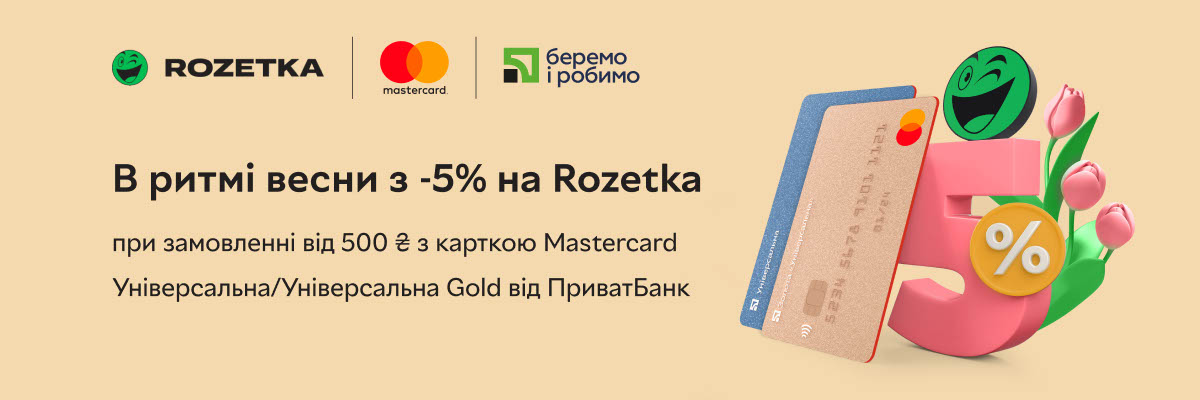 ROZETKA
mastercard.
беремо
і робимо
В ритмі весни з -5% на Rozetka
при замовленні від 500 ₴ з карткою Mastercard
Універсальна/Універсальна Gold від ПриватБанк
Універсальна
5
%